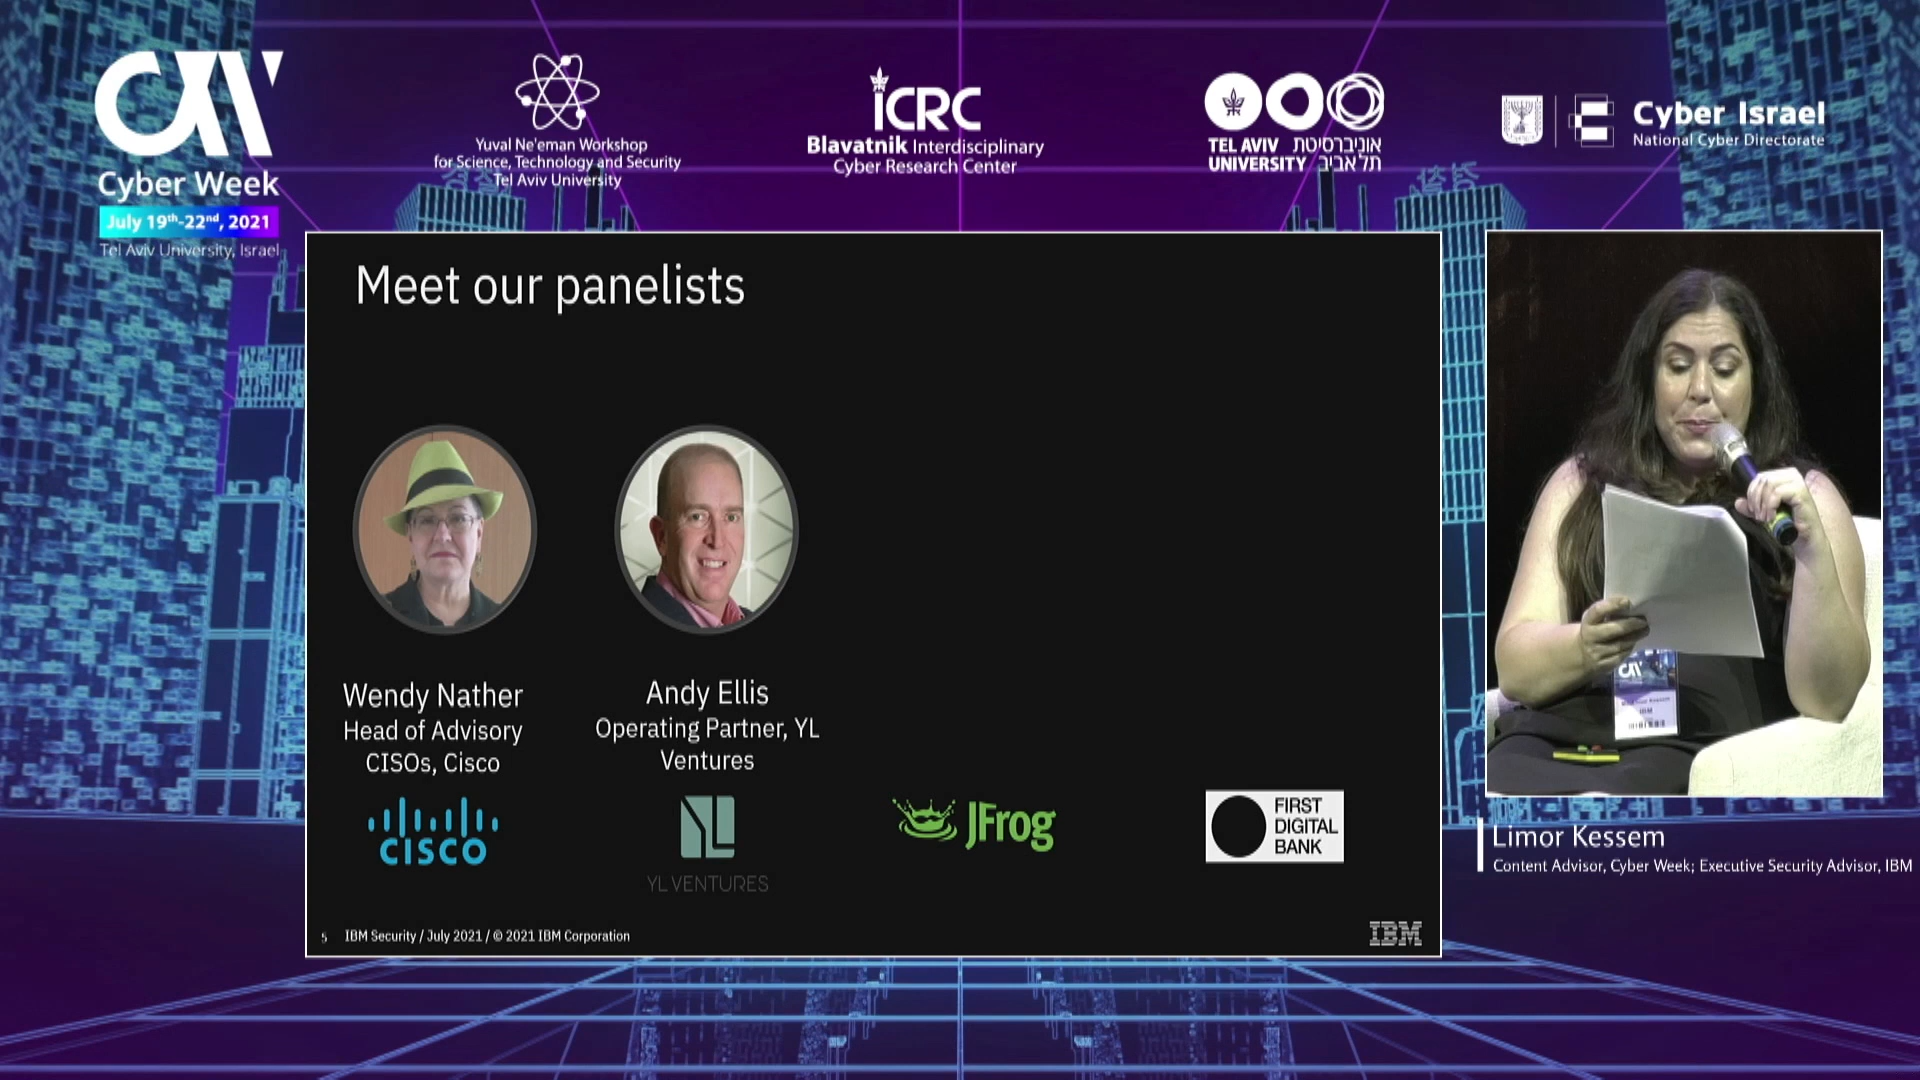 Cyber Week
July 19th-22nd, 2021
Tel Aviv University, Israel
Yuval Ne'eman Workshop
for Science, Technology and Security
Tel Aviv University
ICRC
Blavatnik Interdisciplinary
Cyber Research Center
TEL AVIV אוניברסיטת
UNIVERSITY תל אביב
Cyber Israel
National Cyber Directorate
Meet our panelists
Wendy Nather
Head of Advisory
CISOs, Cisco
CISCO
Andy Ellis
Operating Partner, YL
Ventures
YL
YL VENTURES
JFrog
FIRST
DIGITAL
BANK
5 IBM Security / July 2021 / © 2021 IBM Corporation
IBM
Limor Kessem
Content Advisor, Cyber Week; Executive Security Advisor, IBM